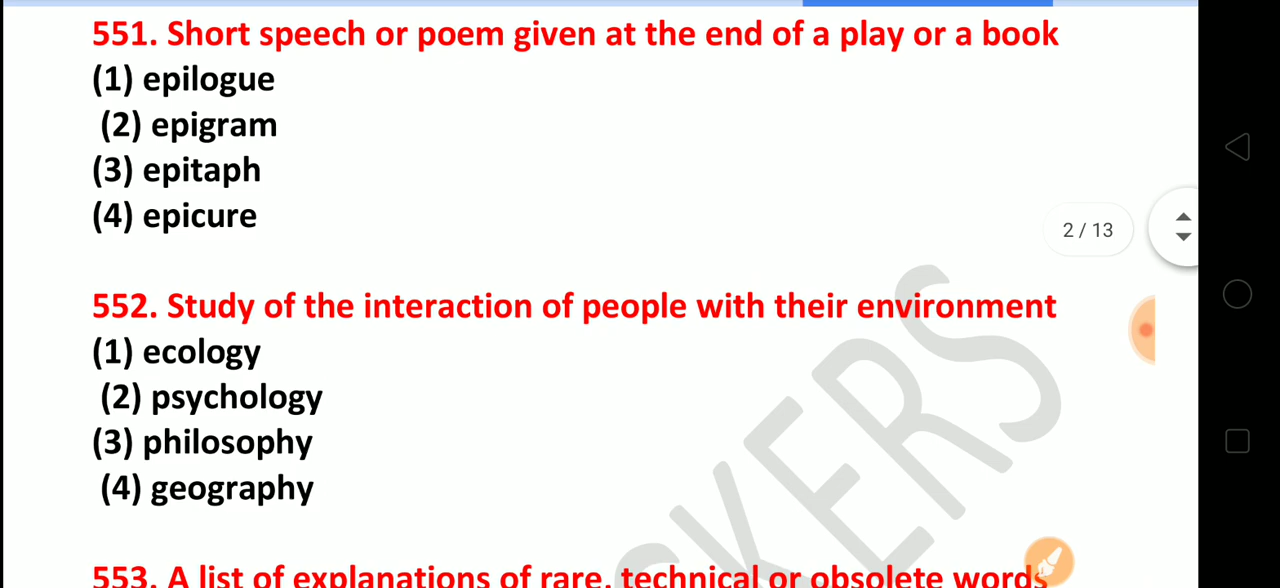 551. Short speech or poem given at the end of a play or a book
(1) epilogue
(2) epigram
(3) epitaph
(4) epicure
2 / 13
552. Study of the interaction of people with their environment
(1) ecology
(2) psychology
(3) philosophy
(4) geography
553. A list of explanations of rare, technical or obsolete words